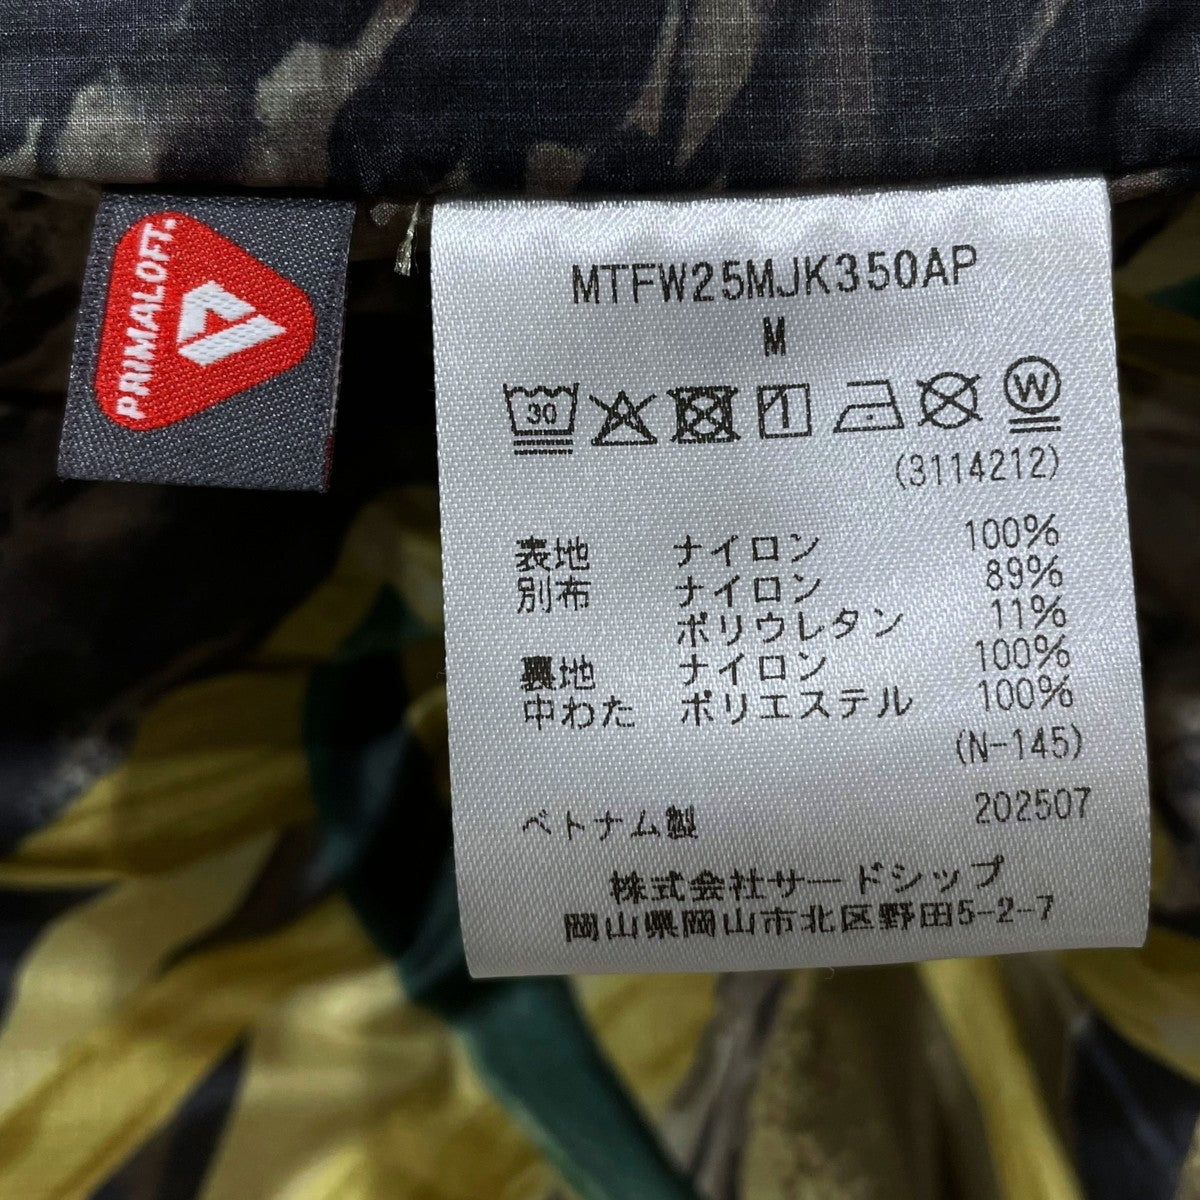 PRIMALOFT.
MTFW25MJK350AP
M
30
W
(3114212)
表地 ナイロン 100%
別布 ナイロン 89%
ポリウレタン 11%
裏地 ナイロン 100%
中わた ポリエステル 100%
(N-145)
ベトナム製 202507
株式会社サードシップ
岡山県岡山市北区野田5-2-7